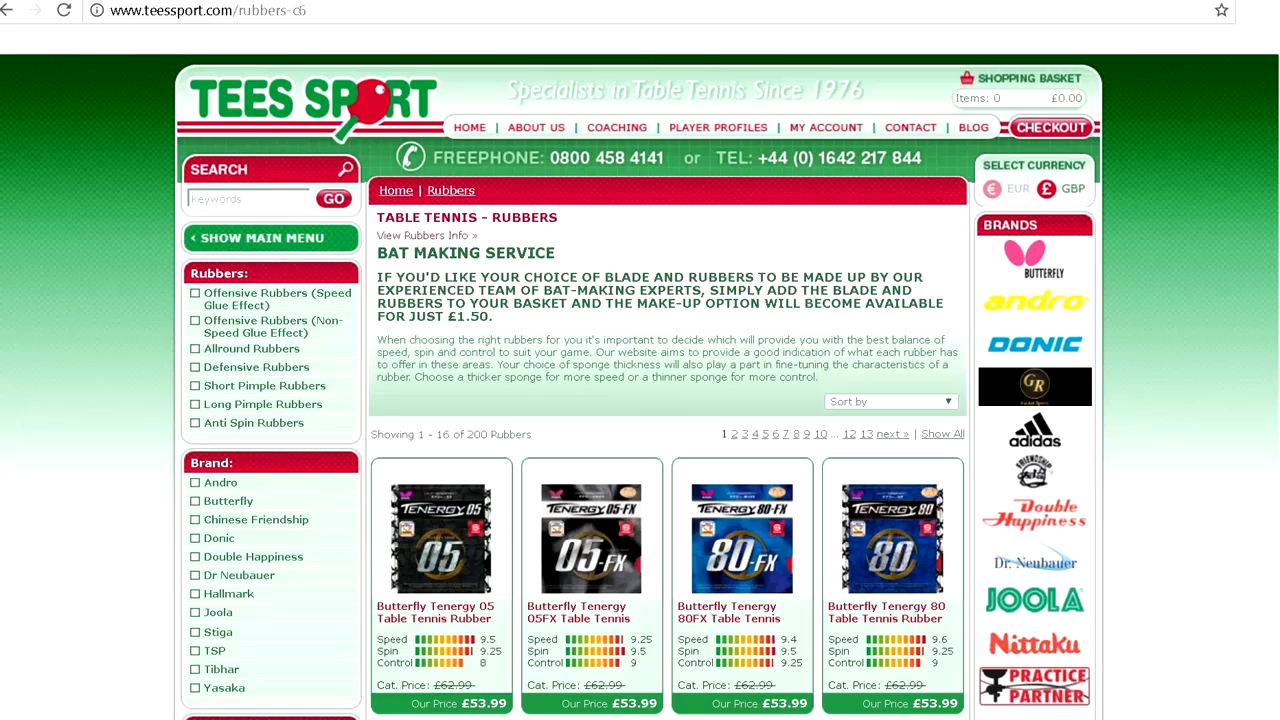 www.teessport.com/rubbers-c6
TEES SPORT
Specialists in Table Tennis Since 1976
SHOPPING BASKET
Items: 0 £0.00
HOME | ABOUT US | COACHING | PLAYER PROFILES | MY ACCOUNT | CONTACT | BLOG
CHECKOUT
FREEPHONE: 0800 458 4141 or TEL: +44 (0) 1642 217 844
SEARCH
Keywords
GO
‹ SHOW MAIN MENU
Rubbers:
Offensive Rubbers (Speed
Glue Effect)
Offensive Rubbers (Non-
Speed Glue Effect)
Allround Rubbers
Defensive Rubbers
Short Pimple Rubbers
Long Pimple Rubbers
Anti Spin Rubbers
Brand:
Andro
Butterfly
Chinese Friendship
Donic
Double Happiness
Dr Neubauer
Hallmark
Joola
Stiga
TSP
Tibhar
Yasaka
Home | Rubbers
TABLE TENNIS - RUBBERS
View Rubbers Info »
BAT MAKING SERVICE
IF YOU'D LIKE YOUR CHOICE OF BLADE AND RUBBERS TO BE MADE UP BY OUR
EXPERIENCED TEAM OF BAT-MAKING EXPERTS, SIMPLY ADD THE BLADE AND
RUBBERS TO YOUR BASKET AND THE MAKE-UP OPTION WILL BECOME AVAILABLE
FOR JUST £1.50.
When choosing the right rubbers for you it's important to decide which will provide you with the best balance of
speed, spin and control to suit your game. Our website aims to provide a good indication of what each rubber has
to offer in these areas. Your choice of sponge thickness will also play a part in fine-tuning the characteristics of a
rubber. Choose a thicker sponge for more speed or a thinner sponge for more control.
Sort by
Showing 1 - 16 of 200 Rubbers
1 2 3 4 5 6 7 8 9 10 ... 12 13 next » | Show All
TENERGY 05
05
Butterfly Tenergy 05
Table Tennis Rubber
Speed 9.5
Spin 9.25
Control 8
Cat. Price: £62.99
Our Price £53.99
TENERGY 05-FX
05-FX
Butterfly Tenergy
05FX Table Tennis
Speed 9.25
Spin 9.5
Control 9
Cat. Price: £62.99
Our Price £53.99
TENERGY 80-FX
80-FX
Butterfly Tenergy
80FX Table Tennis
Speed 9.4
Spin 9.5
Control 9.25
Cat. Price: £62.99
Our Price £53.99
TENERGY 80
80
Butterfly Tenergy 80
Table Tennis Rubber
Speed 9.6
Spin 9.25
Control 9
Cat. Price: £62.99
Our Price £53.99
SELECT CURRENCY
€ EUR £ GBP
BRANDS
BUTTERFLY
andro
DONIC
GR
adidas
FRIENDSHIP
Double
Happiness
Dr. Neubauer
JOOLA
Nittaku
PRACTICE
PARTNER